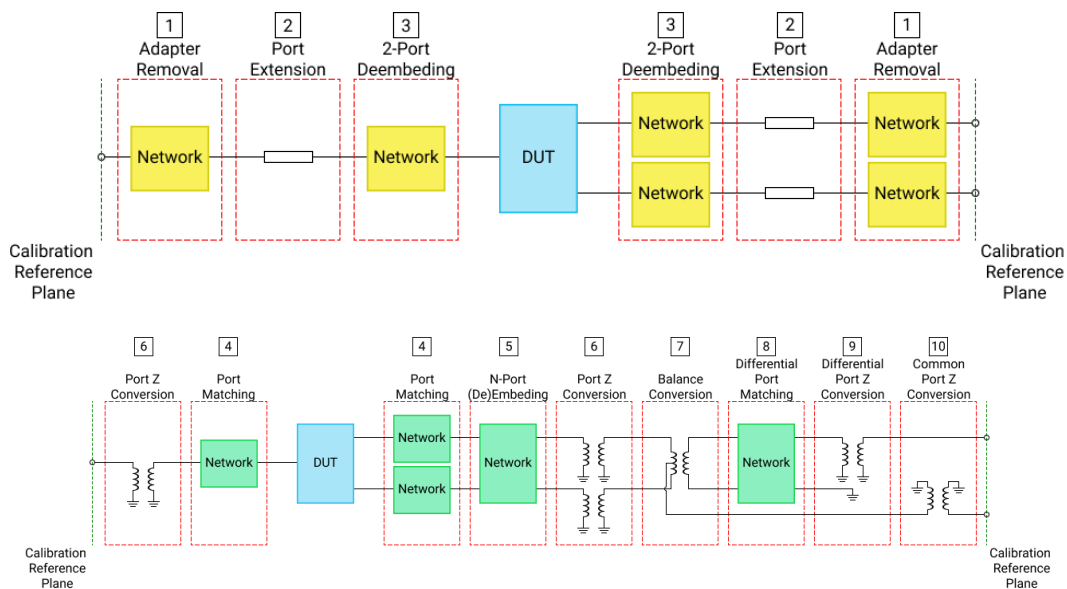 1
2
3
3
2
1
Adapter
Removal
Port
Extension
2-Port
Deembeding
2-Port
Deembeding
Port
Extension
Adapter
Removal
Network
Network
DUT
Network
Network
Network
Network
Calibration
Reference
Plane
Calibration
Reference
Plane
6
4
4
5
6
7
8
9
10
Port Z
Conversion
Port
Matching
Port
Matching
N-Port
(De)Embeding
Port Z
Conversion
Balance
Conversion
Differential
Port
Matching
Differential
Port Z
Conversion
Common
Port Z
Conversion
Network
DUT
Network
Network
Network
Network
Calibration
Reference
Plane
Calibration
Reference
Plane